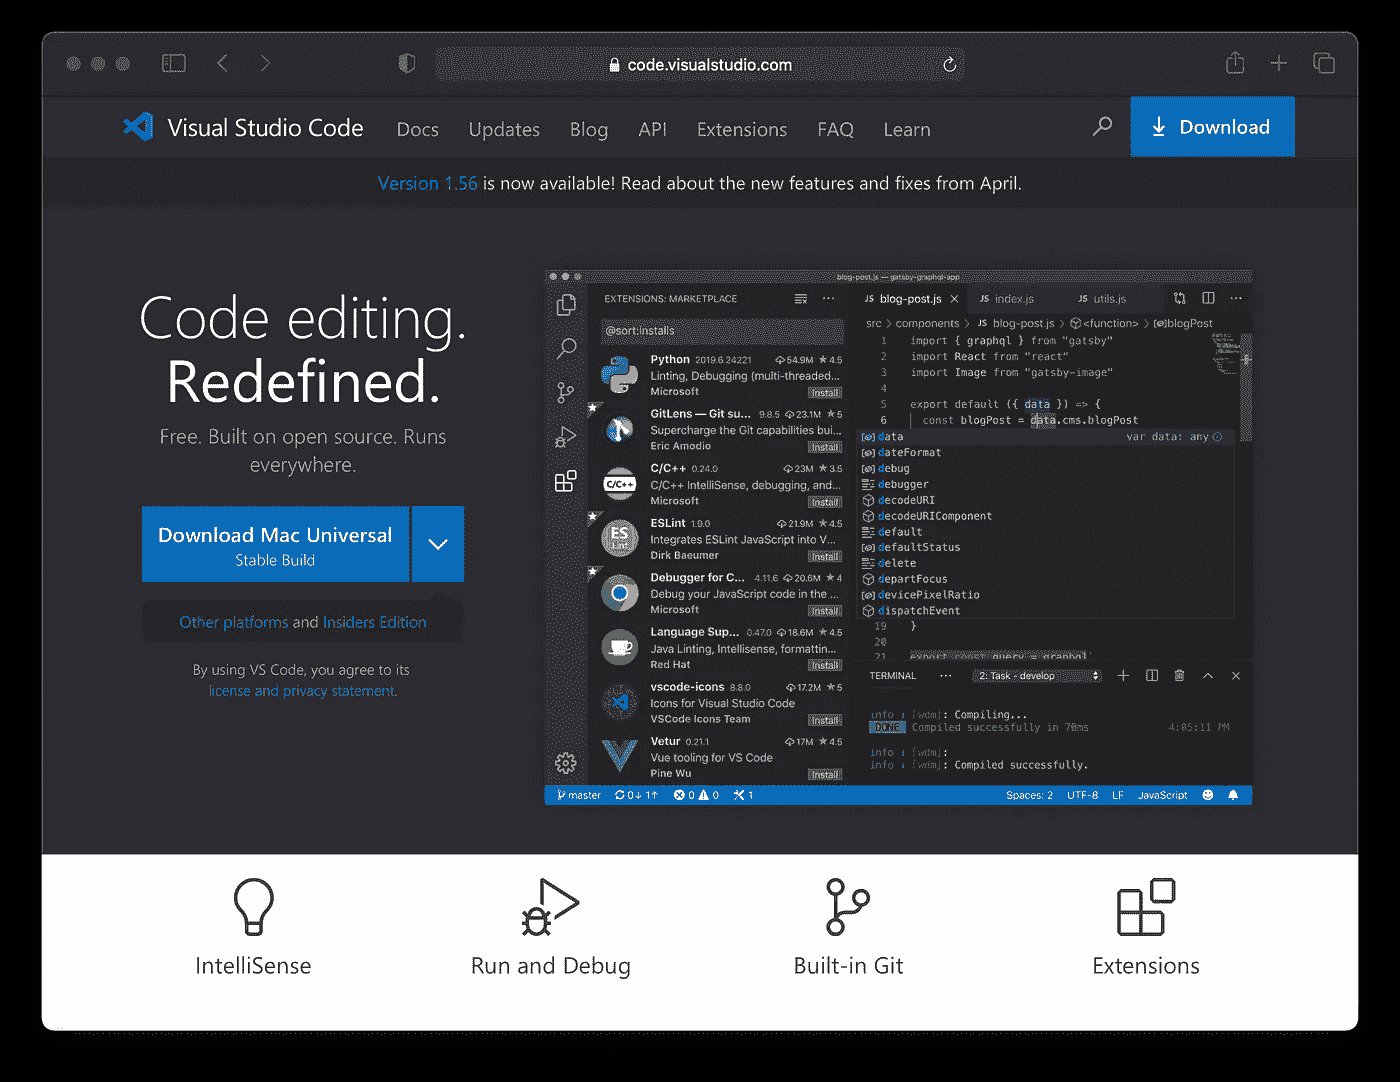 code.visualstudio.com
Visual Studio Code Docs Updates Blog API Extensions FAQ Learn Download
Version 1.56 is now available! Read about the new features and fixes from April.
Code editing.
Redefined.
Free. Built on open source. Runs
everywhere.
Download Mac Universal
Stable Build
Other platforms and Insiders Edition
By using VS Code, you agree to its
license and privacy statement.
blog-post.js — gatsby-graphql-app
EXTENSIONS: MARKETPLACE
@sort:installs
Python 2019.6.24221 54.9M ★ 4.5
Linting, Debugging (multi-threaded...
Microsoft Install
GitLens — Git su... 9.8.5 23.1M ★ 5
Supercharge the Git capabilities bui...
Eric Amodio Install
C/C++
C/C++ 0.24.0 23M ★ 3.5
C/C++ IntelliSense, debugging, and...
Microsoft Install
ES
Lint
ESLint 1.9.0 21.9M ★ 4.5
Integrates ESLint JavaScript into V...
Dirk Baeumer Install
Debugger for C... 4.11.6 20.6M ★ 4
Debug your JavaScript code in the ...
Microsoft Install
Language Sup... 0.47.0 18.6M ★ 4.5
Java Linting, Intellisense, formattin...
Red Hat Install
vscode-icons 8.8.0 17.2M ★ 5
Icons for Visual Studio Code
VSCode Icons Team Install
Vetur 0.21.1 17M ★ 4.5
Vue tooling for VS Code
Pine Wu Install
JS blog-post.js JS index.js JS utils.js
src > components > JS blog-post.js > <function> > blogPost
1 import { graphql } from "gatsby"
2 import React from "react"
3 import Image from "gatsby-image"
4
5 export default ({ data }) => {
6 const blogPost = data.cms.blogPost
data var data: any
dateFormat
debug
debugger
decodeURI
decodeURIComponent
default
defaultStatus
delete
departFocus
devicePixelRatio
dispatchEvent
19 }
20
21 export const query = graphql`
TERMINAL ... 2: Task - develop
info : [wdm]: Compiling...
DONE Compiled successfully in 70ms 4:05:11 PM
info : [wdm]:
info : [wdm]: Compiled successfully.
master 0↓ 1↑ 0 0 1 Spaces: 2 UTF-8 LF JavaScript
IntelliSense
Run and Debug
Built-in Git
Extensions